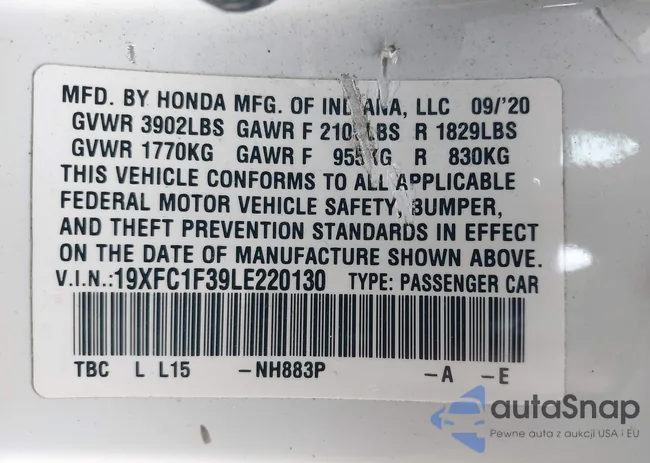 MFD. BY HONDA MFG. OF INDIANA, LLC 09/'20
GVWR 3902LBS GAWR F LBS R 1829LBS
GVWR 1770KG GAWR F 955KG R 830KG
THIS VEHICLE CONFORMS TO ALL APPLICABLE
FEDERAL MOTOR VEHICLE SAFETY, BUMPER,
AND THEFT PREVENTION STANDARDS IN EFFECT
ON THE DATE OF MANUFACTURE SHOWN ABOVE.
V.I.N.:19XFC1F39LE220130 TYPE: PASSENGER CAR
TBC L L15 -NH883P -A -E
autaSnap
Pewne auta z aukcji USA i EU